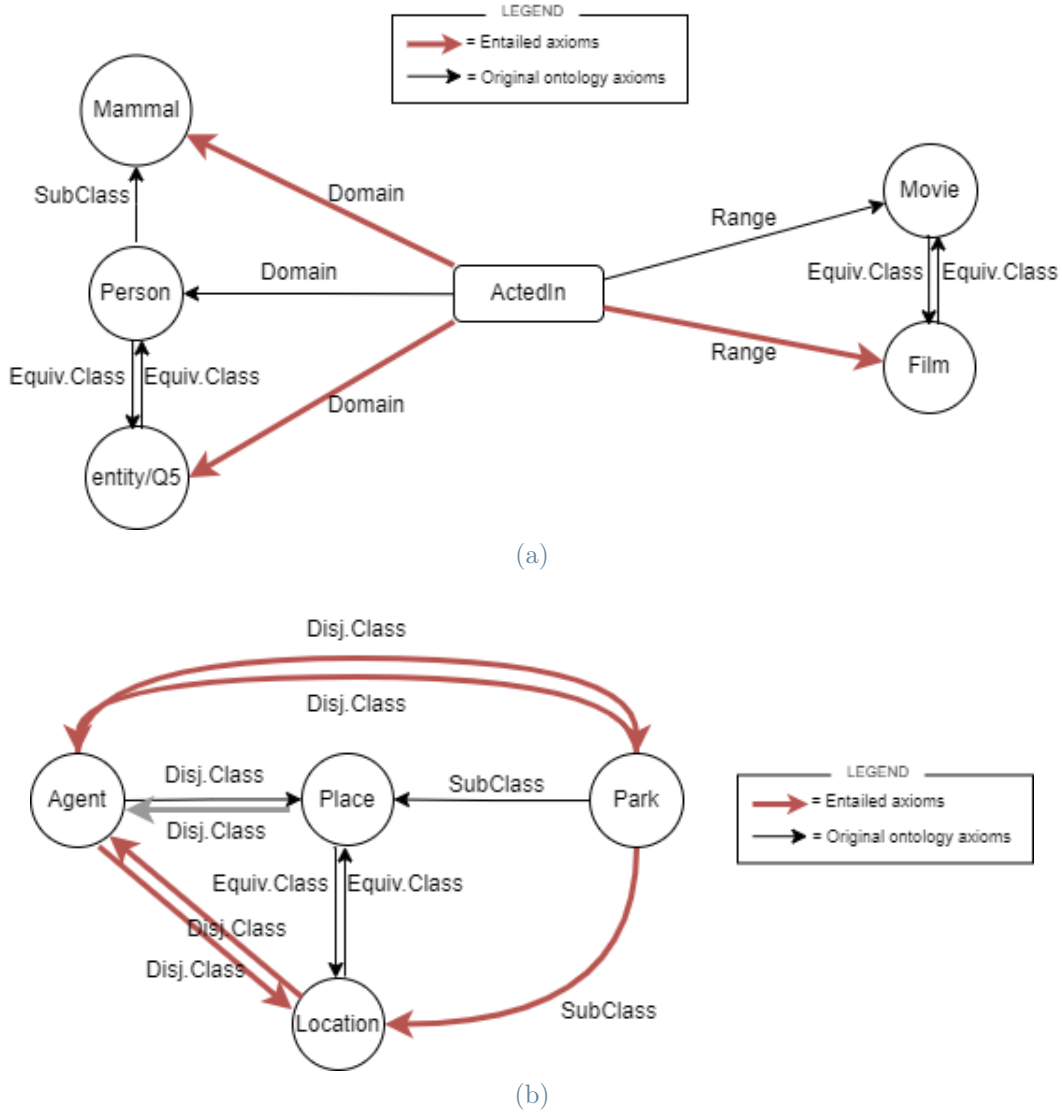 LEGEND
= Entailed axioms
= Original ontology axioms
Mammal
SubClass
Domain
Movie
Range
Person
Domain
ActedIn
Equiv.Class Equiv.Class
Equiv.Class Equiv.Class
Range
Film
Domain
entity/Q5
(a)
Disj.Class
Disj.Class
Agent
Disj.Class
Place
SubClass
Park
Disj.Class
LEGEND
= Entailed axioms
= Original ontology axioms
Equiv.Class Equiv.Class
Disj.Class
Disj.Class
Location
SubClass
(b)